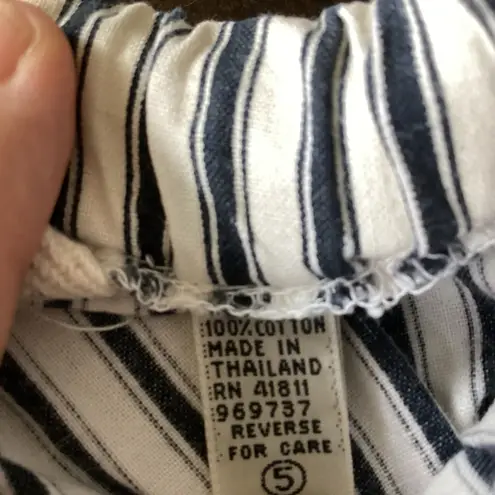 100% COTTON
MADE IN
THAILAND
RN 41811
969737
REVERSE
FOR CARE
5